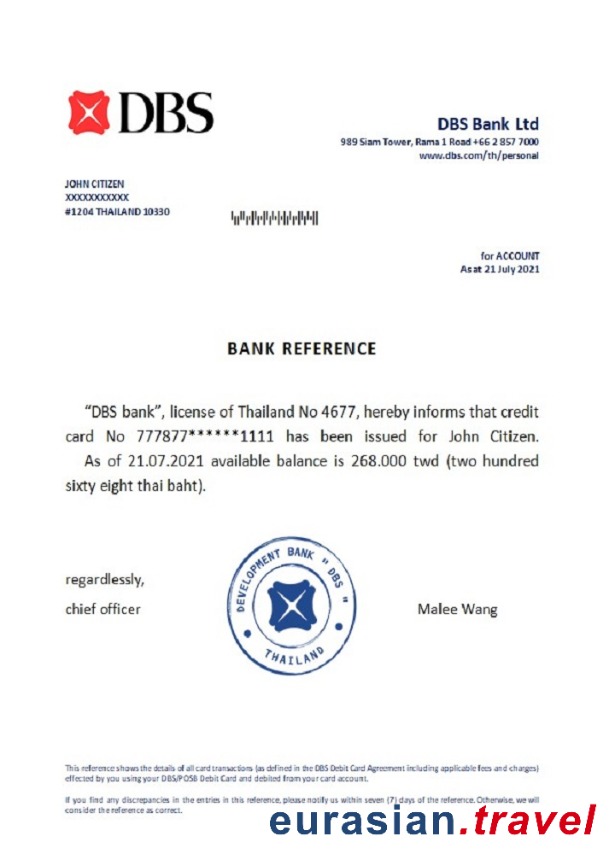 DBS
DBS Bank Ltd
989 Siam Tower, Rama 1 Road +66 2 857 7000
www.dbs.com/th/personal
JOHN CITIZEN
XXXXXXXXXXX
#1204 THAILAND 10330
for ACCOUNT
As at 21 July 2021
BANK REFERENCE
"DBS bank", license of Thailand No 4677, hereby informs that credit
card No 777877******1111 has been issued for John Citizen.
As of 21.07.2021 available balance is 268.000 twd (two hundred
sixty eight thai baht).
regardlessly,
chief officer
DEVELOPMENT BANK "DBS"
THAILAND
Malee Wang
This reference shows the details of all card transactions (as defined in the DBS Debit Card Agreement including applicable fees and charges)
effected by you using your DBS/POSB Debit Card and debited from your card account.
If you find any discrepancies in the entries in this reference, please notify us within seven (7) days of the reference. Otherwise, we will
consider the reference as correct.
eurasian.travel